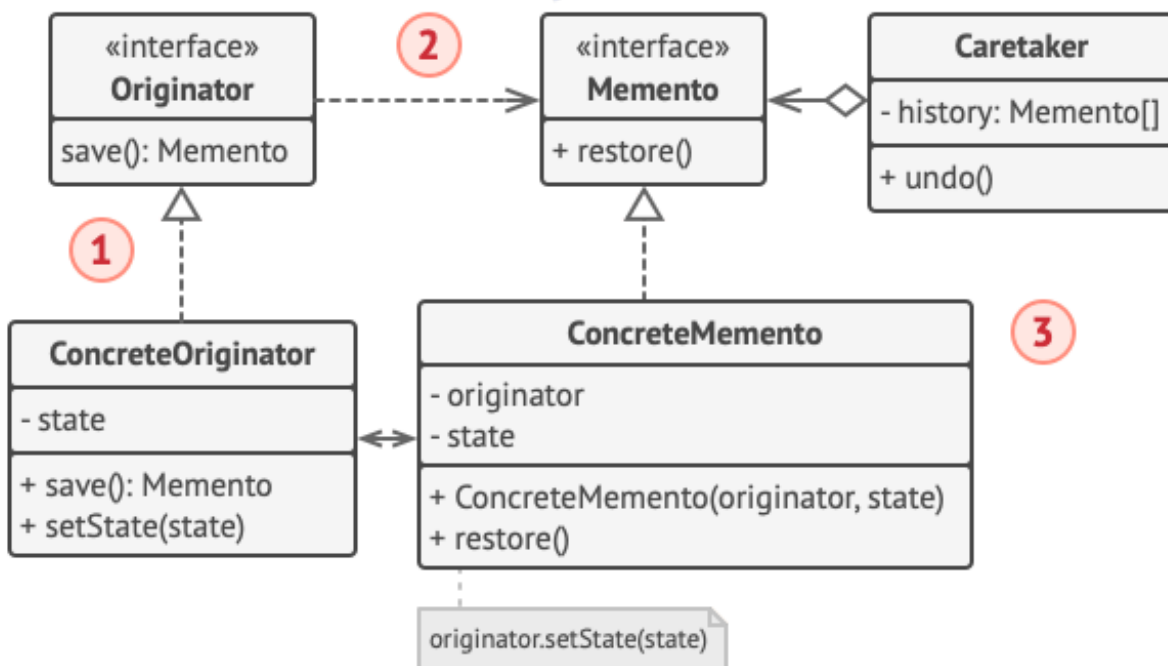 «interface»
Originator
save(): Memento
2
«interface»
Memento
+ restore()
Caretaker
- history: Memento[]
+ undo()
1
ConcreteOriginator
- state
+ save(): Memento
+ setState(state)
ConcreteMemento
- originator
- state
+ ConcreteMemento(originator, state)
+ restore()
3
originator.setState(state)